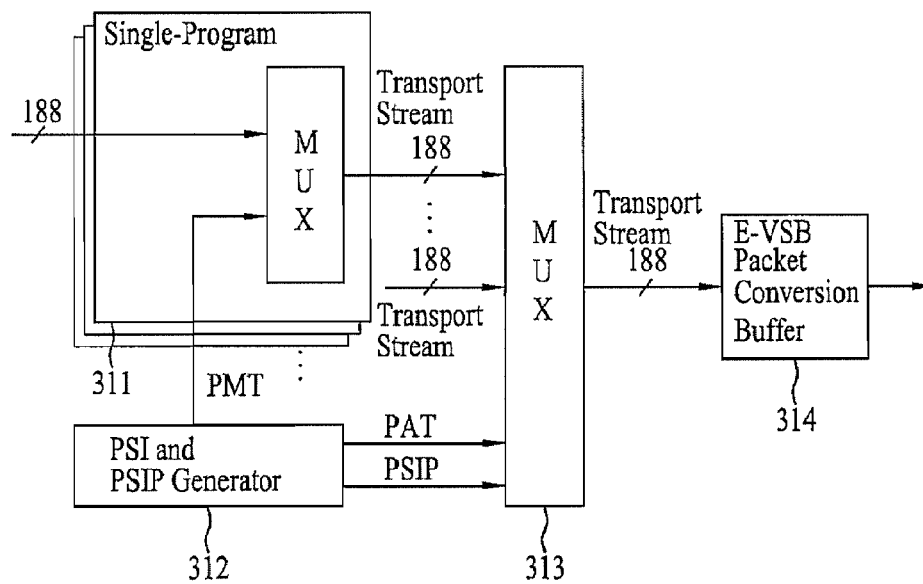 Single-Program
188
M
U
X
Transport
Stream
188
188
Transport
Stream
M
U
X
Transport
Stream
188
E-VSB
Packet
Conversion
Buffer
311
PMT
314
PSI and
PSIP Generator
PAT
PSIP
312
313